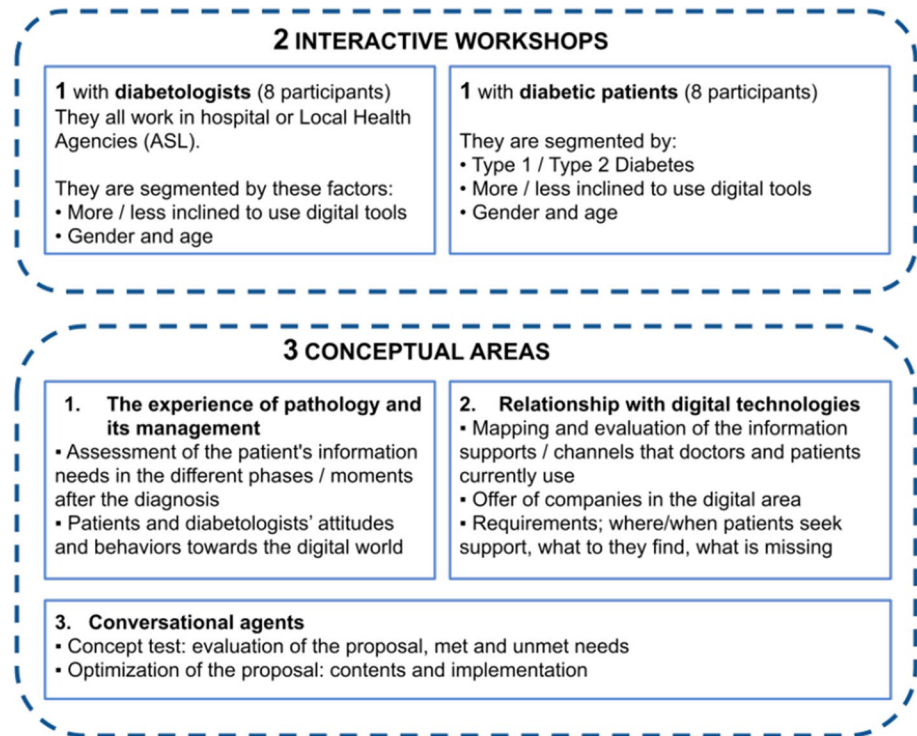 2 INTERACTIVE WORKSHOPS
1 with diabetologists (8 participants)
They all work in hospital or Local Health
Agencies (ASL).
They are segmented by these factors:
• More / less inclined to use digital tools
• Gender and age
1 with diabetic patients (8 participants)
They are segmented by:
• Type 1 / Type 2 Diabetes
• More / less inclined to use digital tools
• Gender and age
3 CONCEPTUAL AREAS
1. The experience of pathology and
its management
▪ Assessment of the patient's information
needs in the different phases / moments
after the diagnosis
▪ Patients and diabetologists' attitudes
and behaviors towards the digital world
2. Relationship with digital technologies
▪ Mapping and evaluation of the information
supports / channels that doctors and patients
currently use
▪ Offer of companies in the digital area
▪ Requirements; where/when patients seek
support, what to they find, what is missing
3. Conversational agents
▪ Concept test: evaluation of the proposal, met and unmet needs
▪ Optimization of the proposal: contents and implementation